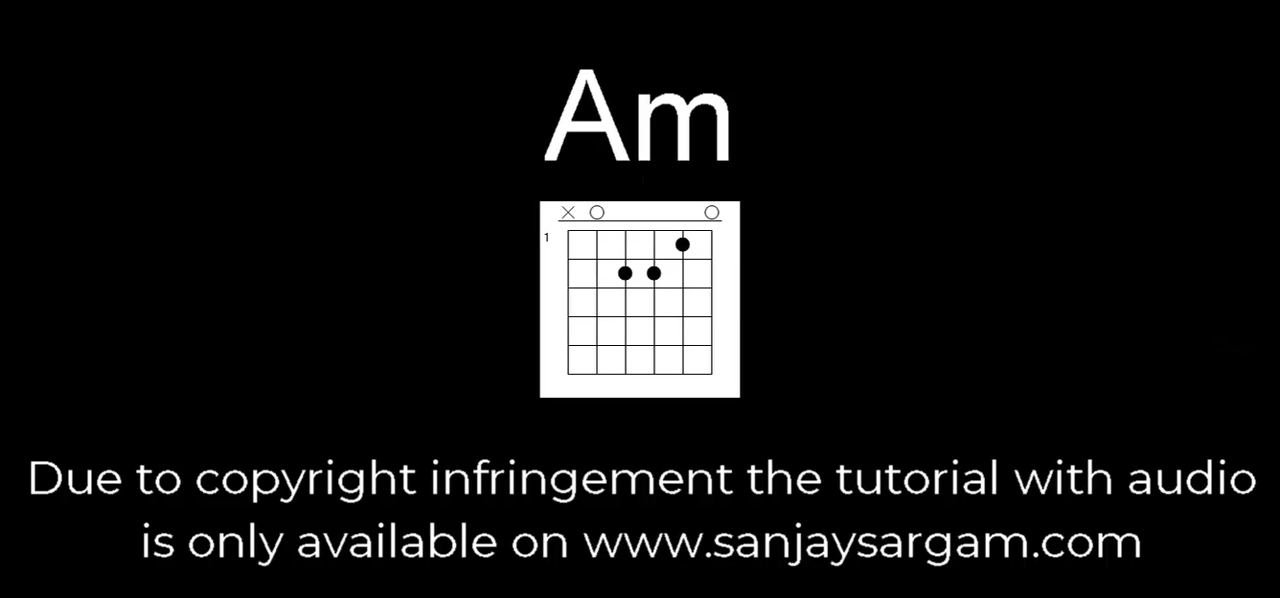 Am
1
Due to copyright infringement the tutorial with audio
is only available on www.sanjaysargam.com